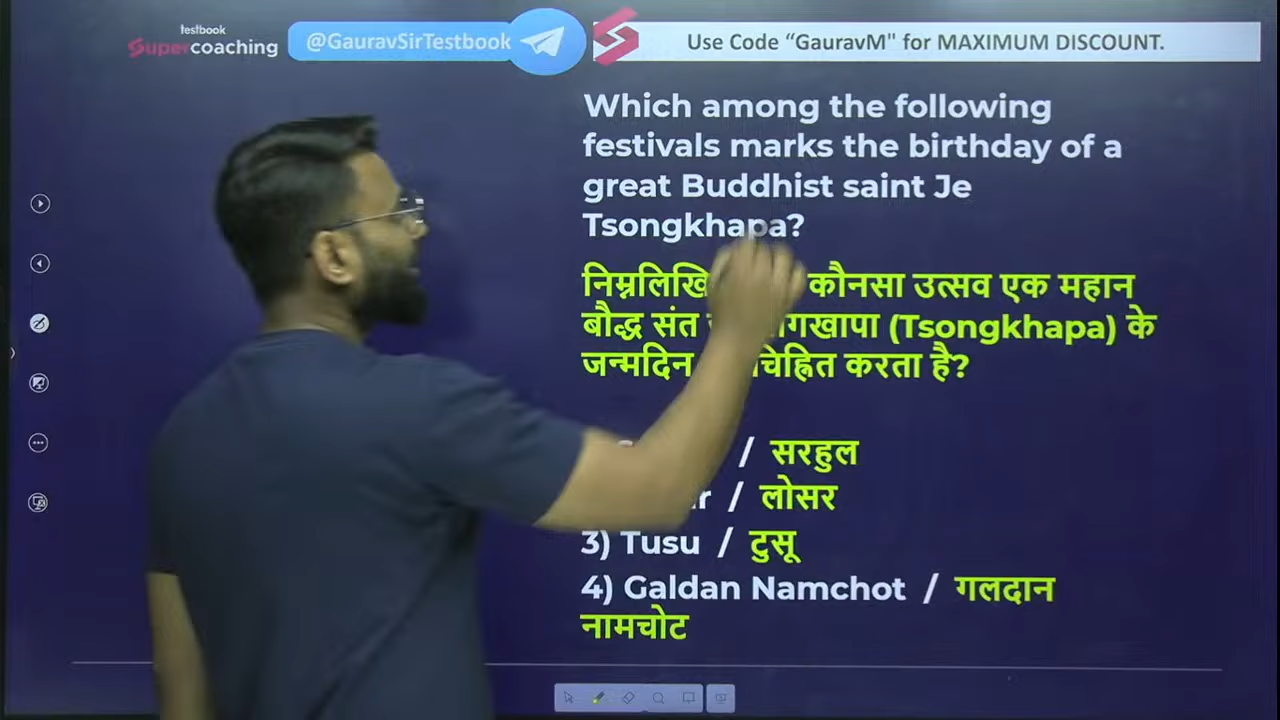 testbook
Supercoaching
@GauravSirTestbook
Use Code “GauravM" for MAXIMUM DISCOUNT.
Which among the following
festivals marks the birthday of a
great Buddhist saint Je
Tsongkhapa?
कौनसा उत्सव एक महान
बौद्ध संत (Tsongkhapa) के
जन्मदिन चिह्नित करता है?
/ सरहुल
/ लोसर
3) Tusu / टुसू
4) Galdan Namchot / गलदान
नामचोट